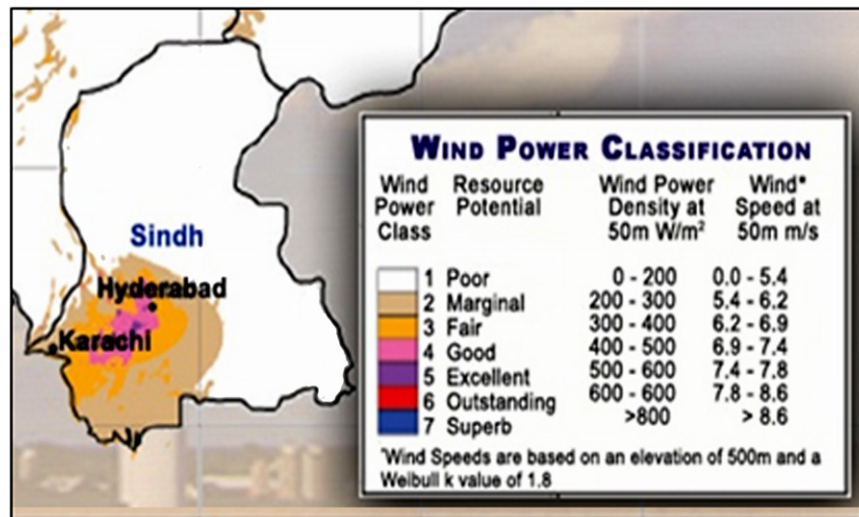 Sindh
Hyderabad
Karachi
WIND POWER CLASSIFICATION
Wind Power Class Resource Potential Wind Power Density at 50m W/m² Wind* Speed at 50m m/s
1 Poor 0 - 200 0.0 - 5.4
2 Marginal 200 - 300 5.4 - 6.2
3 Fair 300 - 400 6.2 - 6.9
4 Good 400 - 500 6.9 - 7.4
5 Excellent 500 - 600 7.4 - 7.8
6 Outstanding 600 - 600 7.8 - 8.6
7 Superb >800 > 8.6
*Wind Speeds are based on an elevation of 500m and a
Weibull k value of 1.8